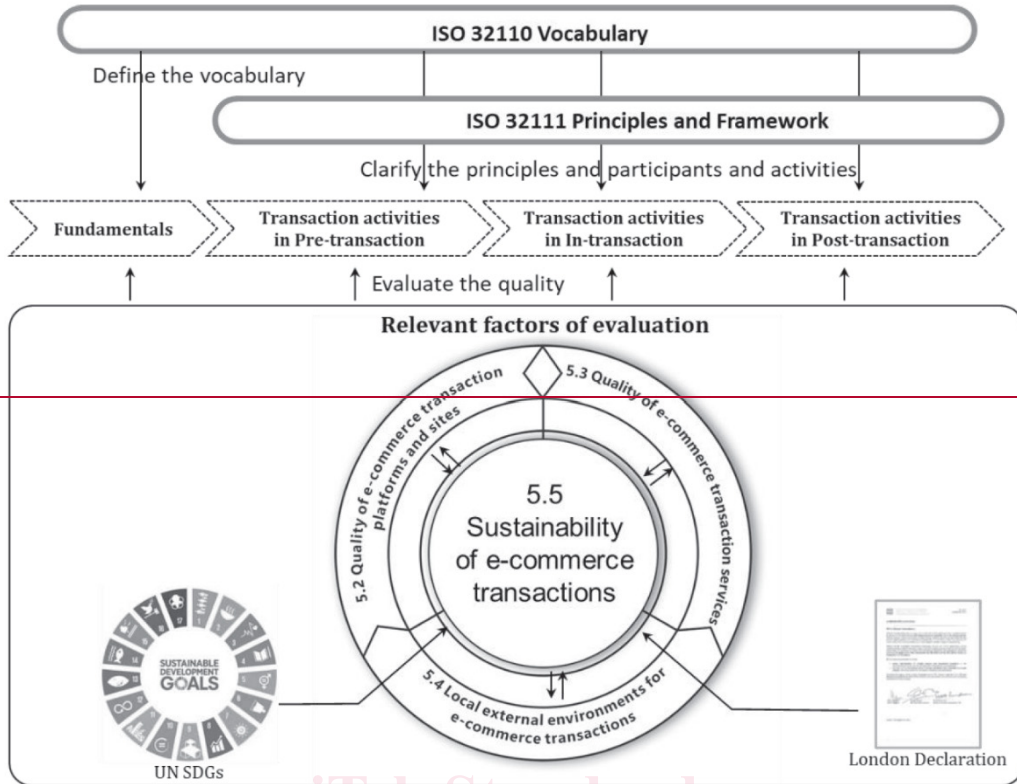 ISO 32110 Vocabulary
Define the vocabulary
ISO 32111 Principles and Framework
Clarify the principles and participants and activities
Fundamentals
Transaction activities
in Pre-transaction
Transaction activities
in In-transaction
Transaction activities
in Post-transaction
Evaluate the quality
Relevant factors of evaluation
5.2 Quality of e-commerce transaction
platforms and sites
5.3 Quality of e-commerce transaction services
5.5
Sustainability
of e-commerce
transactions
5.4 Local external environments for
e-commerce transactions
SUSTAINABLE
DEVELOPMENT
GOALS
UN SDGs
London Declaration